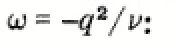 ω = −q²/ν: